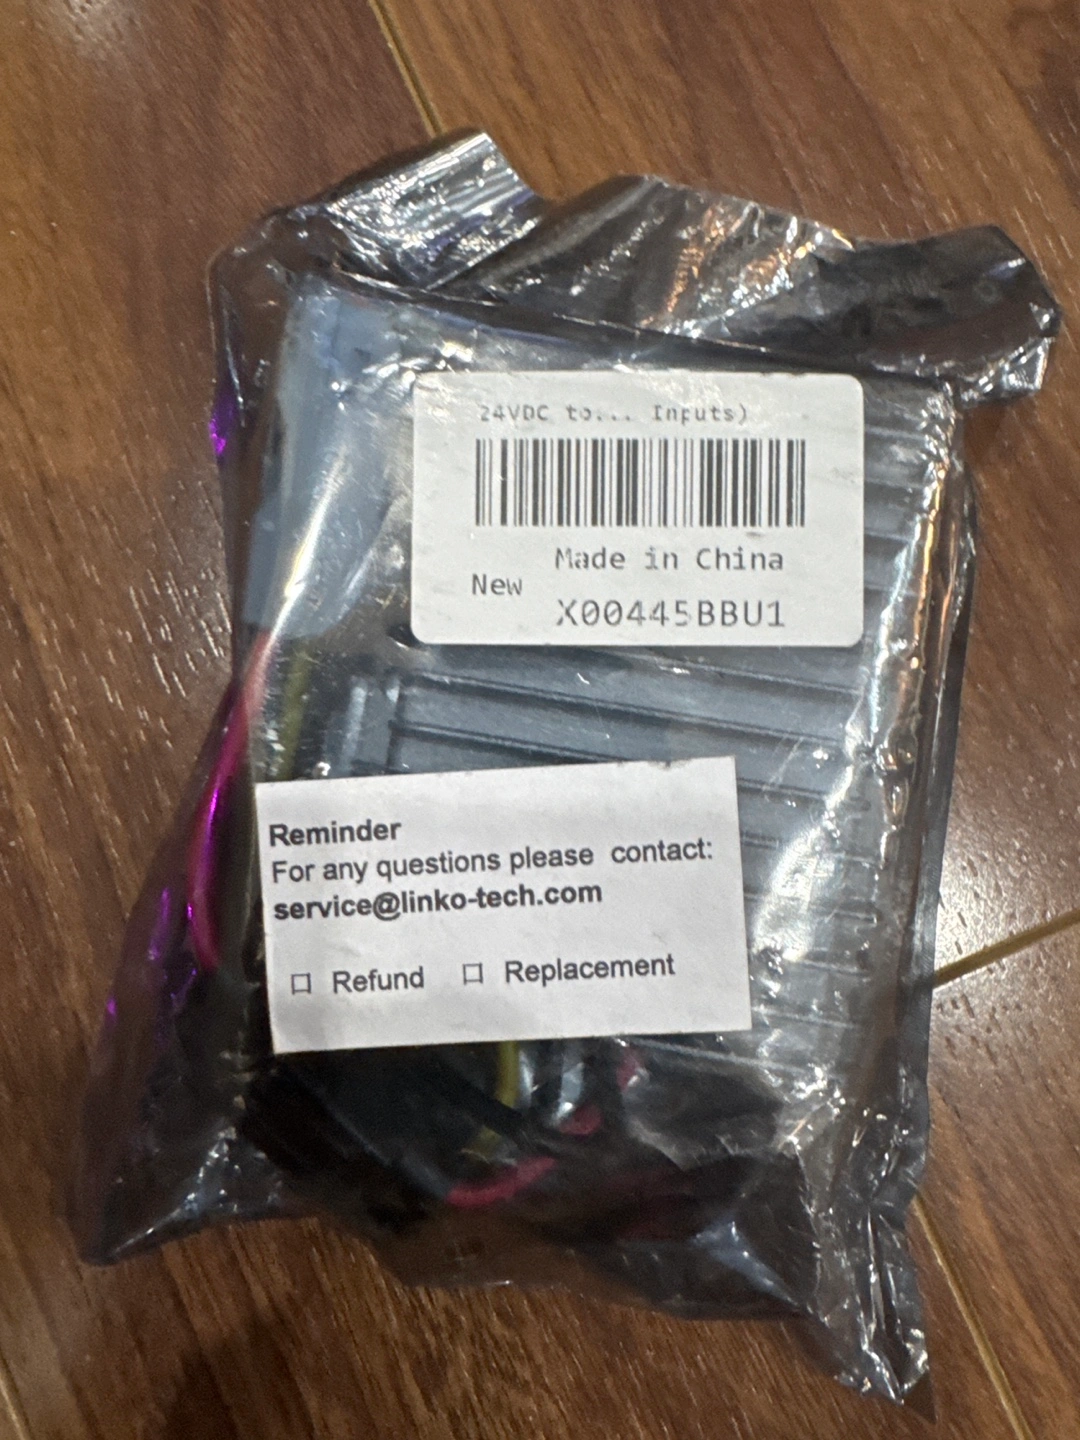 24VDC to... Inputs)
Made in China
New
X00445BBU1
Reminder
For any questions please contact:
service@linko-tech.com
☐ Refund ☐ Replacement